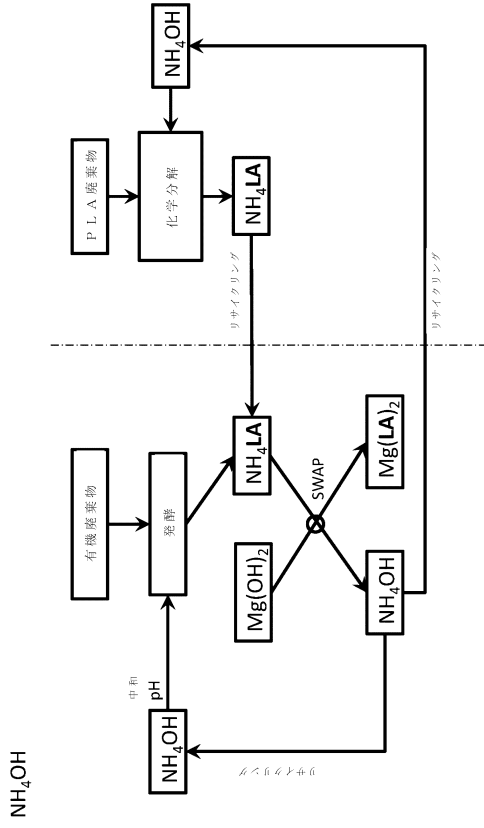 NH₄OH
有機廃棄物
PLA廃棄物
NH₄OH
中和
pH
発酵
化学分解
NH₄OH
Mg(OH)₂
NH₄LA
リサイクリング
NH₄LA
SWAP
リサイクリング
NH₄OH
Mg(LA)₂
リサイクリング